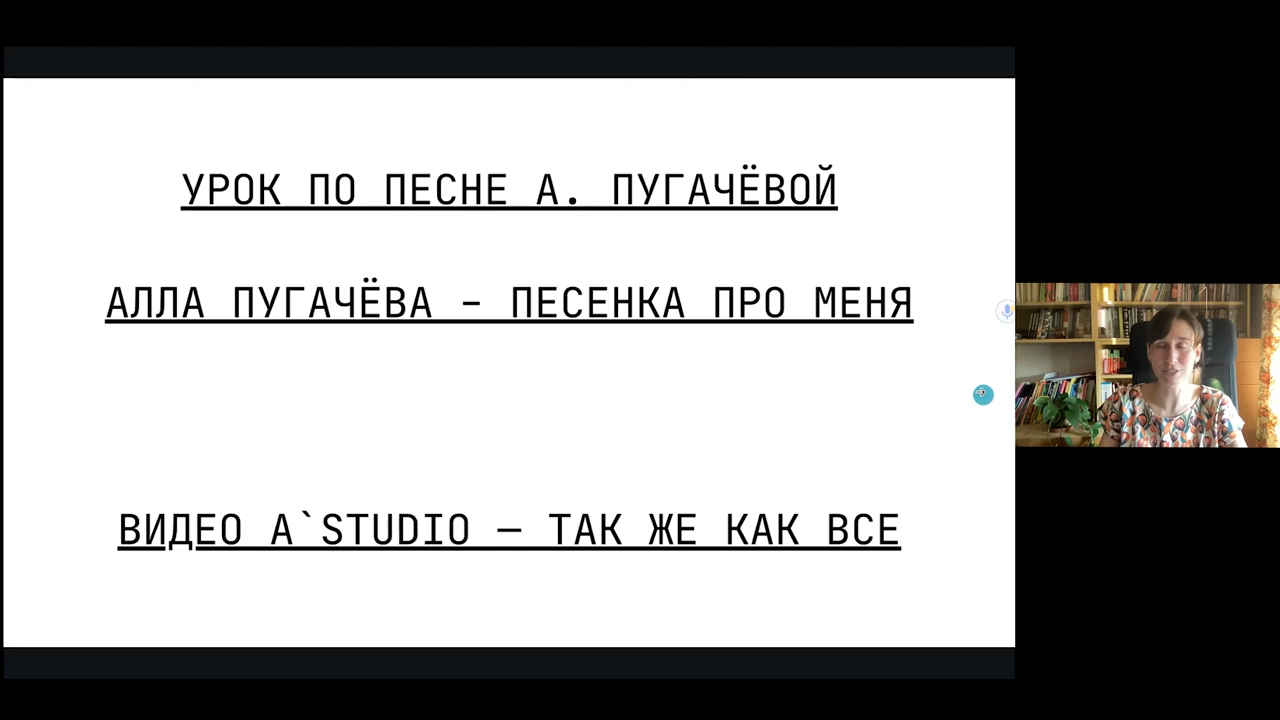 УРОК ПО ПЕСНЕ А. ПУГАЧЁВОЙ
АЛЛА ПУГАЧЁВА – ПЕСЕНКА ПРО МЕНЯ
ВИДЕО A`STUDIO — ТАК ЖЕ КАК ВСЕ